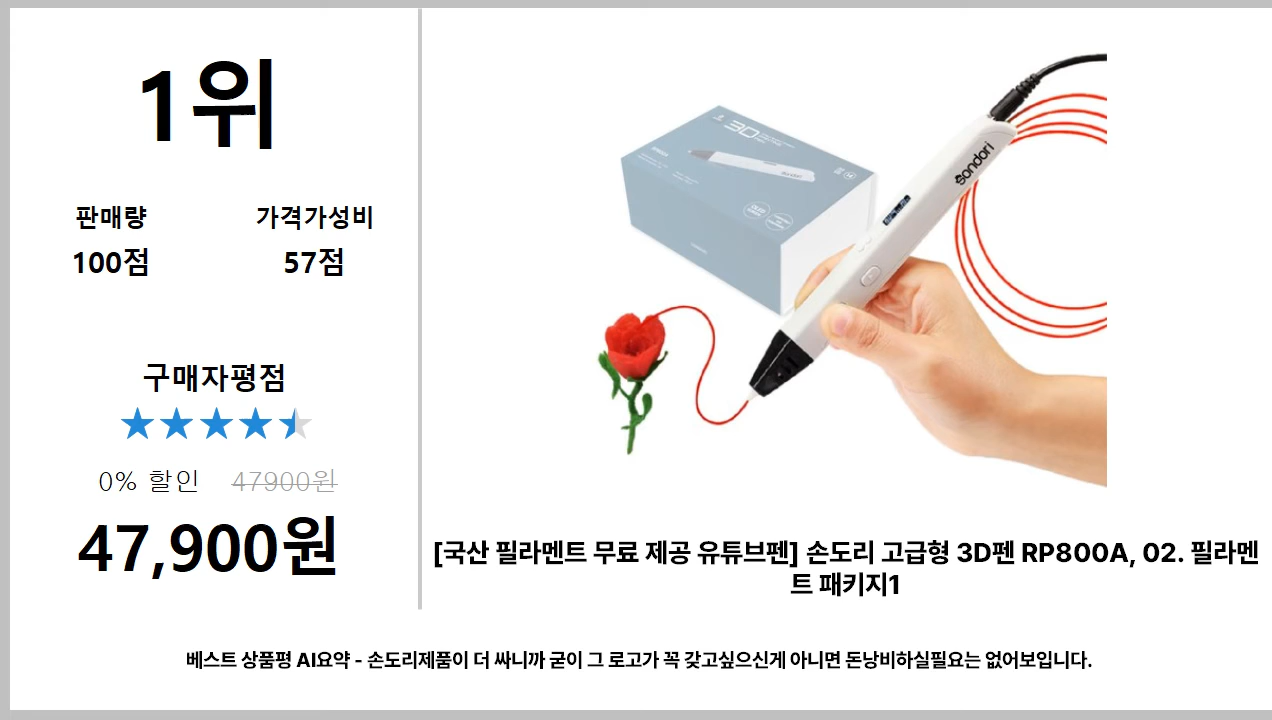 1위
판매량 가격가성비
100점 57점
구매자평점
0% 할인 47900원
47,900원
3D
Sondori
[국산 필라멘트 무료 제공 유튜브펜] 손도리 고급형 3D펜 RP800A, 02. 필라멘
트 패키지1
베스트 상품평 AI요약 - 손도리제품이 더 싸니까 굳이 그 로고가 꼭 갖고싶으신게 아니면 돈낭비하실필요는 없어보입니다.